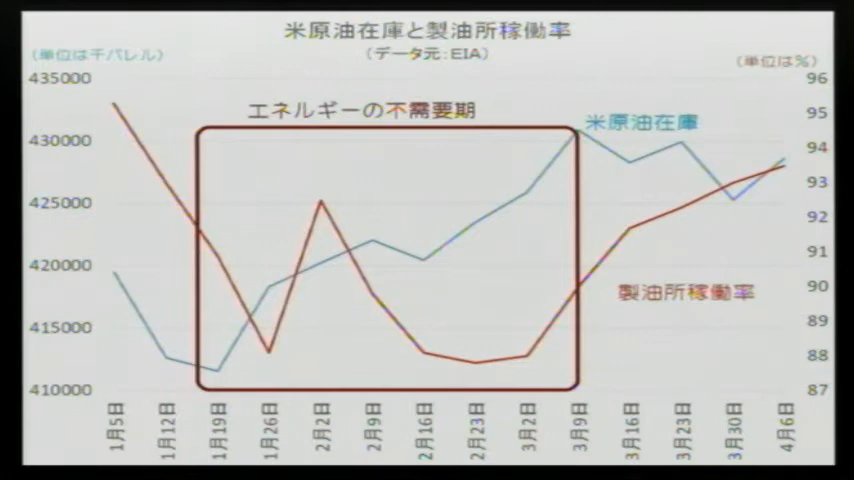 米原油在庫と製油所稼働率
（単位は千バレル）
（データ元：EIA）
（単位は％）
435000
430000
425000
420000
415000
410000
96
95
94
93
92
91
90
89
88
87
エネルギーの不需要期
米原油在庫
製油所稼働率
1月5日
1月12日
1月19日
1月26日
2月2日
2月9日
2月16日
2月23日
3月2日
3月9日
3月16日
3月23日
3月30日
4月6日